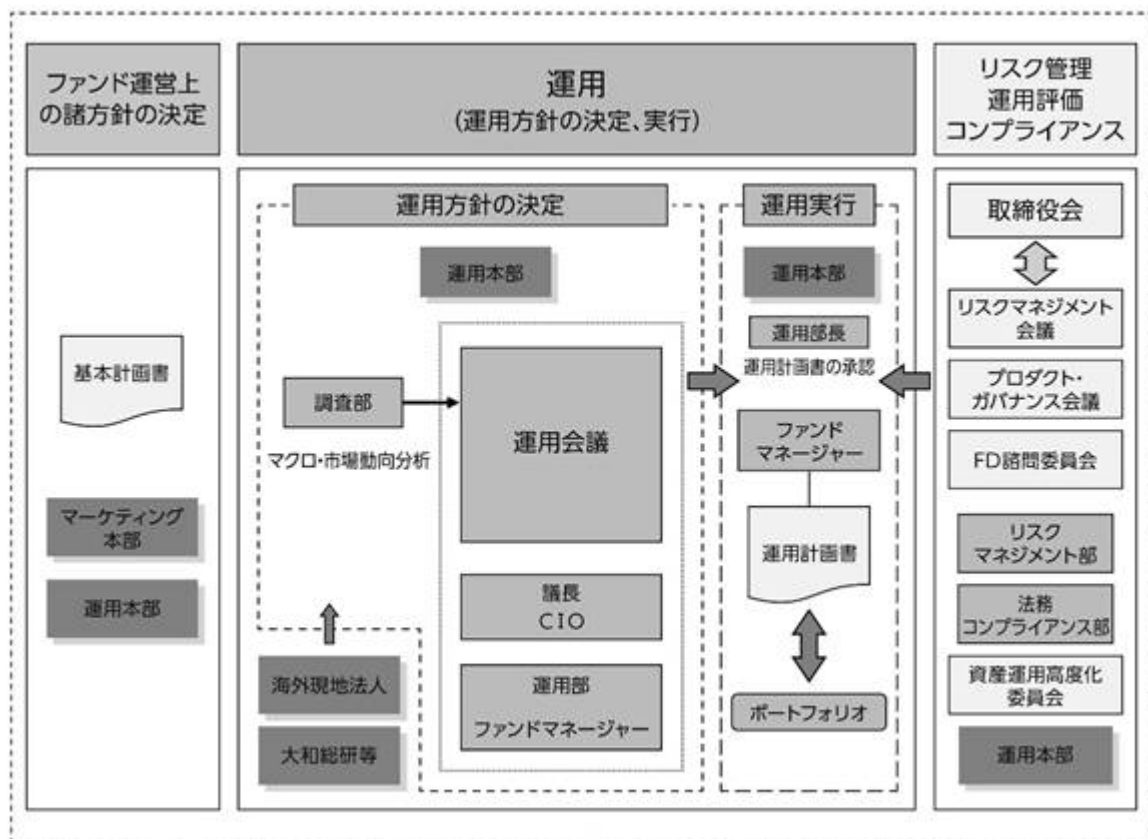 ファンド運営上
の諸方針の決定
運用
(運用方針の決定、実行)
リスク管理
運用評価
コンプライアンス
基本計画書
マーケティング
本部
運用本部
運用方針の決定
運用本部
調査部
マクロ・市場動向分析
運用会議
議長
CIO
運用部
ファンドマネージャー
海外現地法人
大和総研等
運用実行
運用本部
運用部長
運用計画書の承認
ファンド
マネージャー
運用計画書
ポートフォリオ
取締役会
リスクマネジメント
会議
プロダクト・
ガバナンス会議
FD諮問委員会
リスク
マネジメント部
法務
コンプライアンス部
資産運用高度化
委員会
運用本部